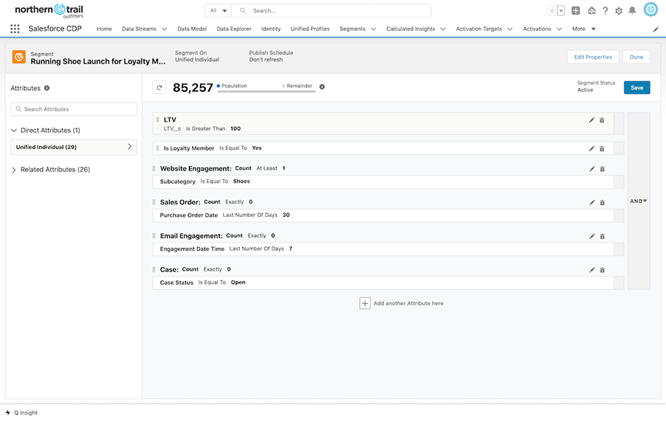 northern trail
outfitters
All
Search...
Salesforce CDP
Home
Data Streams
Data Model
Data Explorer
Identity
Unified Profiles
Segments
Calculated Insights
Activation Targets
Activations
More
Segment
Running Shoe Launch for Loyalty M...
Segment On
Unified Individual
Publish Schedule
Don't refresh
Edit Properties
Done
Attributes
Search Attributes
Direct Attributes (1)
Unified Individual (29)
Related Attributes (26)
85,257
Population
Remainder
Segment Status
Active
Save
LTV
LTV_c Is Greater Than 100
Is Loyalty Member Is Equal To Yes
Website Engagement: Count At Least 1
Subcategory Is Equal To Shoes
Sales Order: Count Exactly 0
Purchase Order Date Last Number Of Days 30
Email Engagement: Count Exactly 0
Engagement Date Time Last Number Of Days 7
Case: Count Exactly 0
Case Status Is Equal To Open
AND
Add another Attribute here
Q Insight